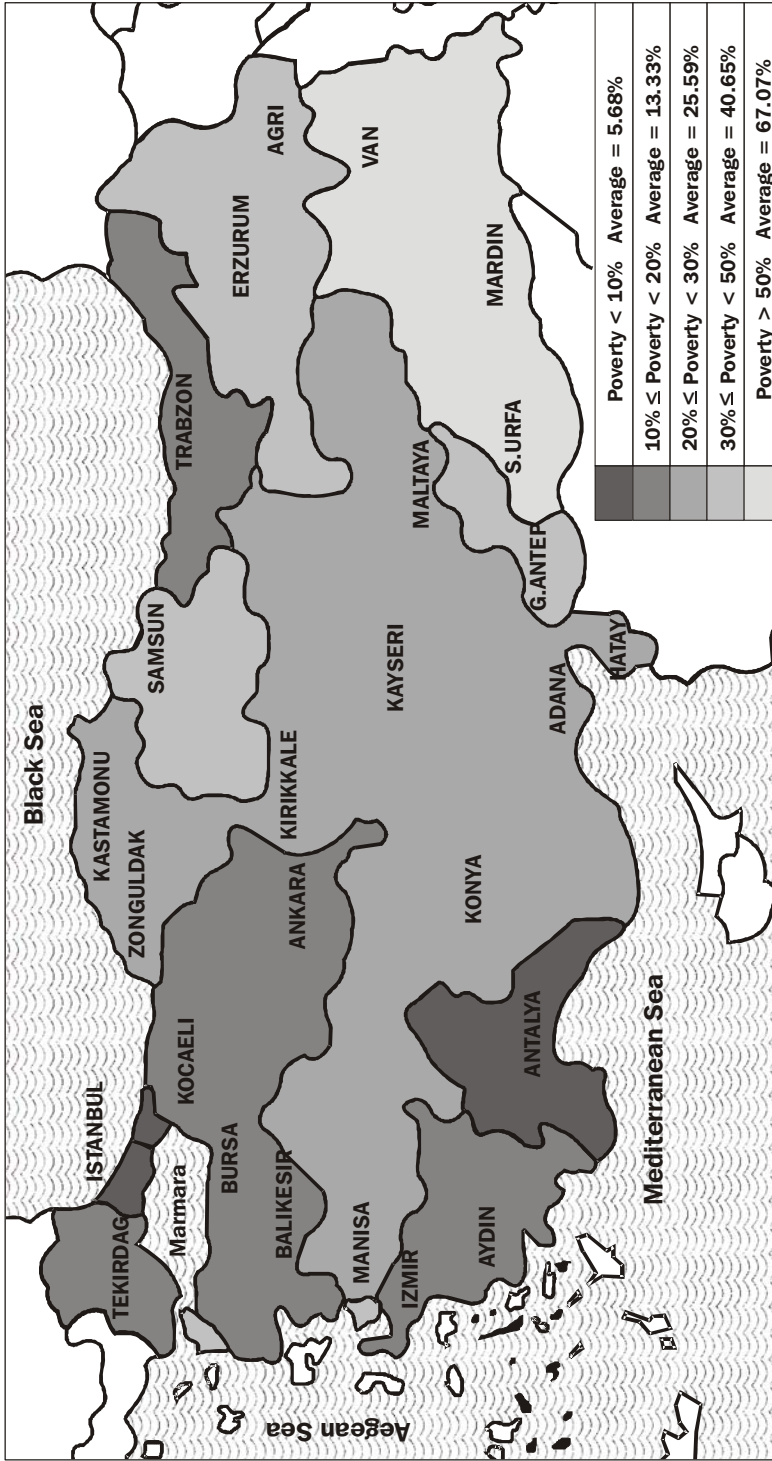 Black Sea
ISTANBUL
ZONGULDAK
KASTAMONU
SAMSUN
TRABZON
TEKIRDAG
Marmara
KOCAELI
BURSA
BALIKESIR
ANKARA
KIRIKKALE
ERZURUM
AGRI
Aegean Sea
MANISA
IZMIR
KAYSERI
MALTAYA
VAN
AYDIN
ANTALYA
KONYA
ADANA
HATAY
G.ANTEP
S.URFA
MARDIN
Mediterranean Sea
Poverty < 10% Average = 5.68%
10% ≤ Poverty < 20% Average = 13.33%
20% ≤ Poverty < 30% Average = 25.59%
30% ≤ Poverty < 50% Average = 40.65%
Poverty > 50% Average = 67.07%